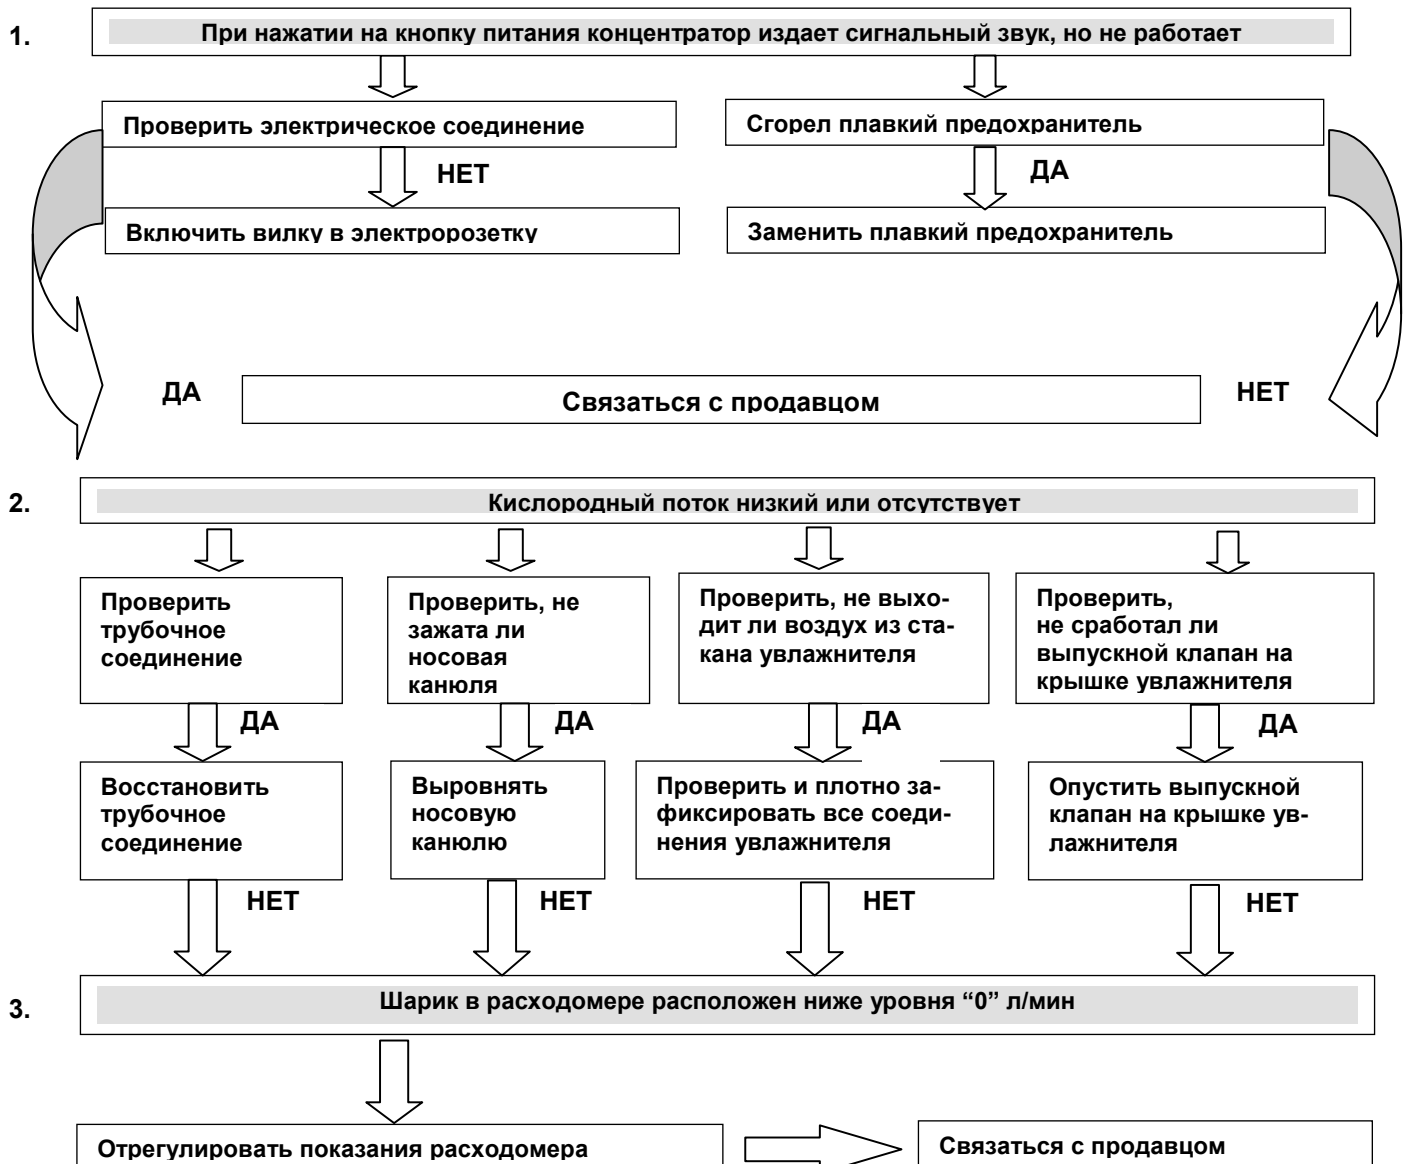 1.
При нажатии на кнопку питания концентратор издает сигнальный звук, но не работает
Проверить электрическое соединение
Сгорел плавкий предохранитель
НЕТ
ДА
Включить вилку в электророзетку
Заменить плавкий предохранитель
ДА
Связаться с продавцом
НЕТ
2.
Кислородный поток низкий или отсутствует
Проверить
трубочное
соединение
Проверить, не
зажата ли
носовая
канюля
Проверить, не выхо-
дит ли воздух из ста-
кана увлажнителя
Проверить,
не сработал ли
выпускной клапан на
крышке увлажнителя
ДА
ДА
ДА
ДА
Восстановить
трубочное
соединение
Выровнять
носовую
канюлю
Проверить и плотно за-
фиксировать все соеди-
нения увлажнителя
Опустить выпускной
клапан на крышке ув-
лажнителя
НЕТ
НЕТ
НЕТ
НЕТ
3.
Шарик в расходомере расположен ниже уровня “0” л/мин
Отрегулировать показания расходомера
Связаться с продавцом